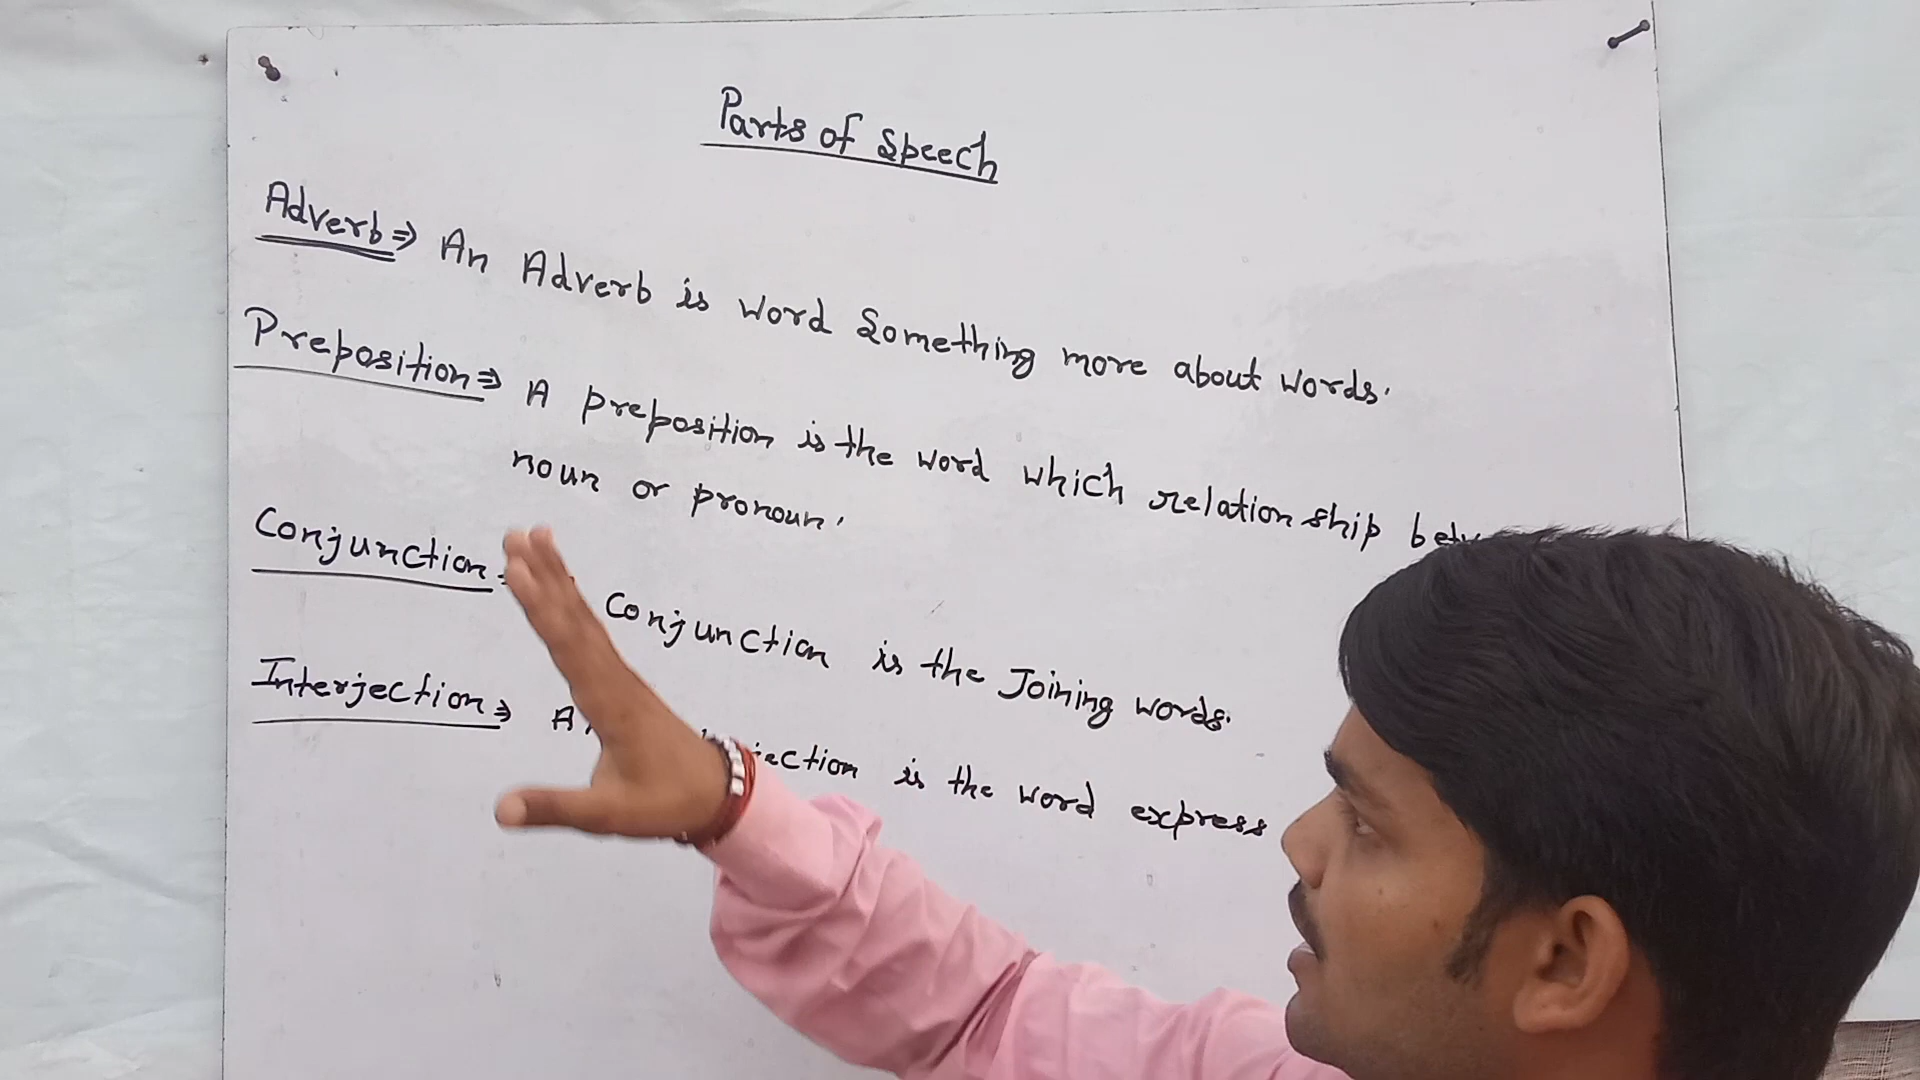 Parts of Speech
Adverb ⇒ An Adverb is word Something more about words.
Preposition ⇒ A preposition is the word which relationship
noun or pronoun.
Conjunction Conjunction is the Joining words.
Interjection ⇒ is the word express